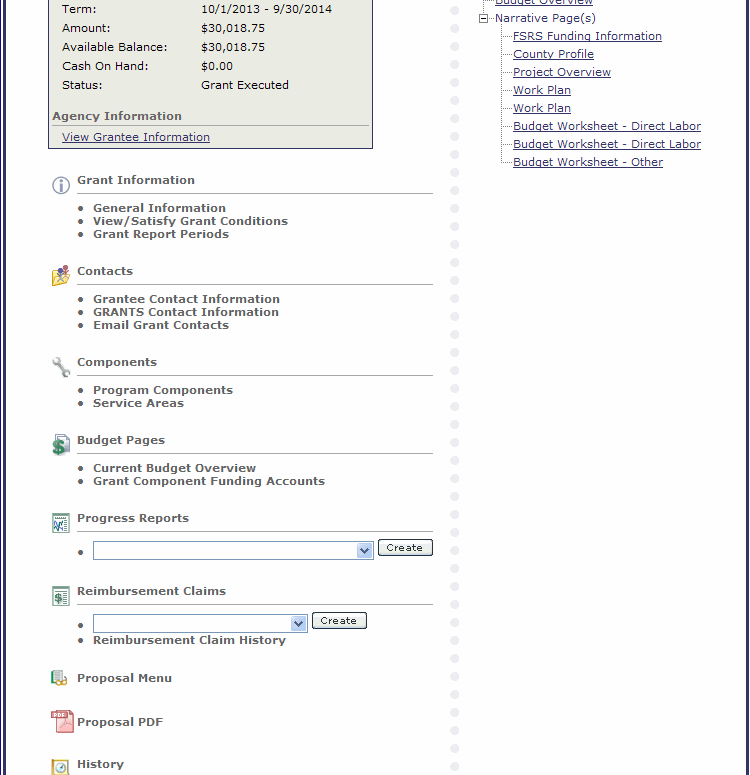 Term: 10/1/2013 - 9/30/2014
Amount: $30,018.75
Available Balance: $30,018.75
Cash On Hand: $0.00
Status: Grant Executed
Agency Information
View Grantee Information
Grant Information
General Information
View/Satisfy Grant Conditions
Grant Report Periods
Contacts
Grantee Contact Information
GRANTS Contact Information
Email Grant Contacts
Components
Program Components
Service Areas
Budget Pages
Current Budget Overview
Grant Component Funding Accounts
Progress Reports
Create
Reimbursement Claims
Create
Reimbursement Claim History
Proposal Menu
Proposal PDF
History
Budget Overview
Narrative Page(s)
FSRS Funding Information
County Profile
Project Overview
Work Plan
Work Plan
Budget Worksheet - Direct Labor
Budget Worksheet - Direct Labor
Budget Worksheet - Other